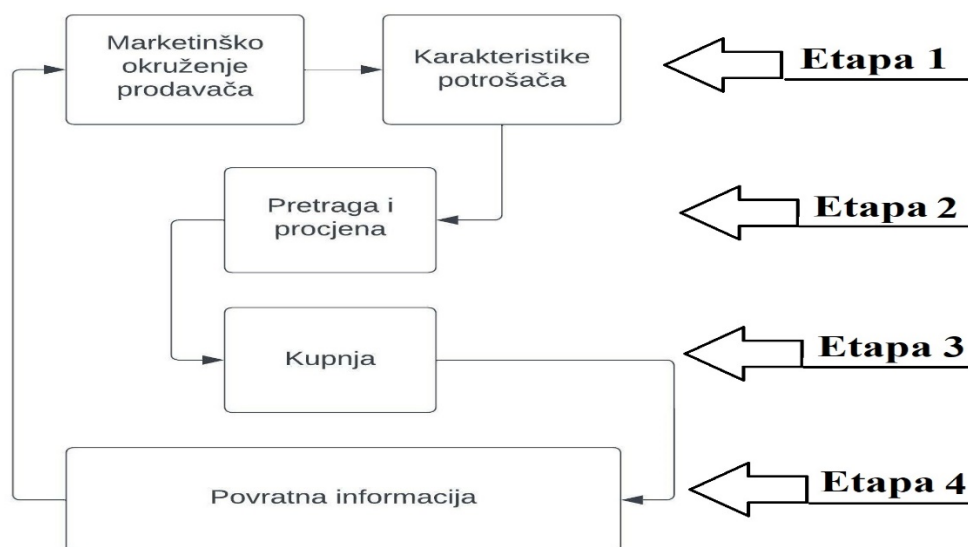 Marketinško
okruženje
prodavača
Karakteristike
potrošača
Etapa 1
Pretraga i
procjena
Etapa 2
Kupnja
Etapa 3
Povratna informacija
Etapa 4